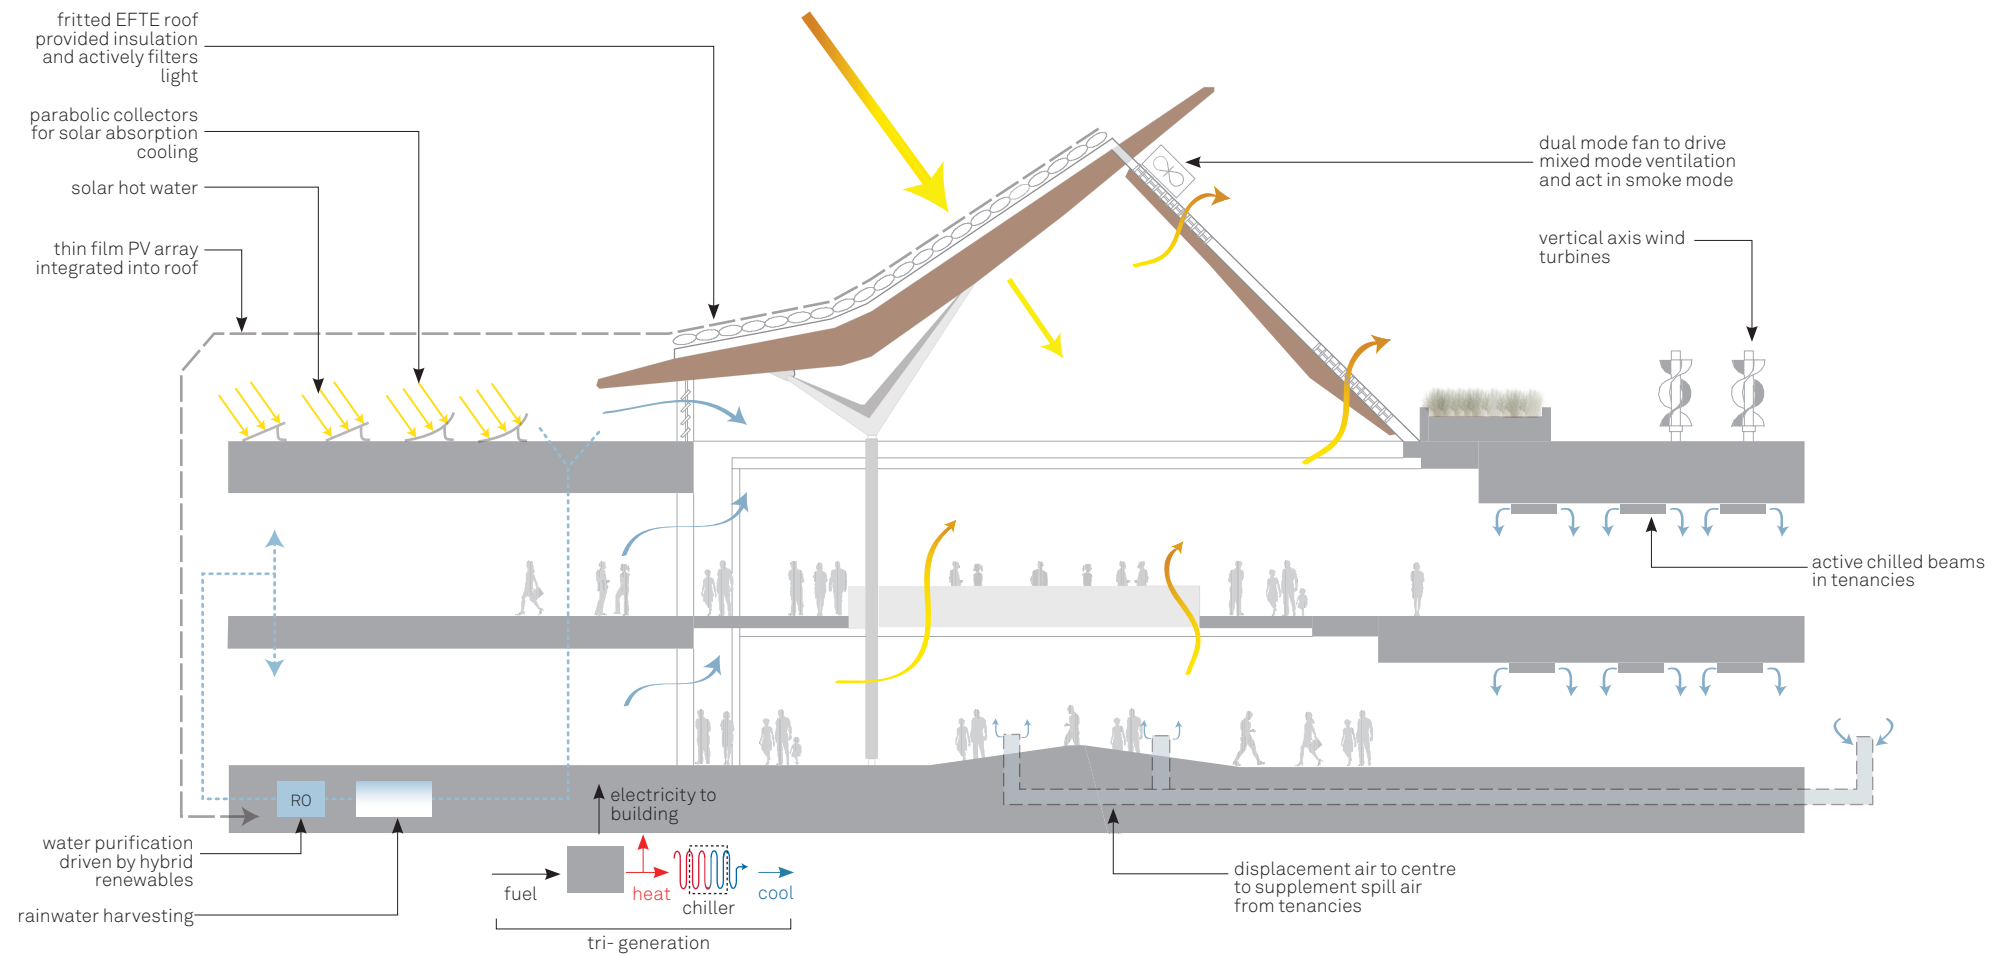 fritted EFTE roof
provided insulation
and actively filters
light
parabolic collectors
for solar absorption
cooling
solar hot water
thin film PV array
integrated into roof
dual mode fan to drive
mixed mode ventilation
and act in smoke mode
vertical axis wind
turbines
active chilled beams
in tenancies
RO
electricity to
building
water purification
driven by hybrid
renewables
rainwater harvesting
fuel
heat
chiller
cool
tri- generation
displacement air to centre
to supplement spill air
from tenancies